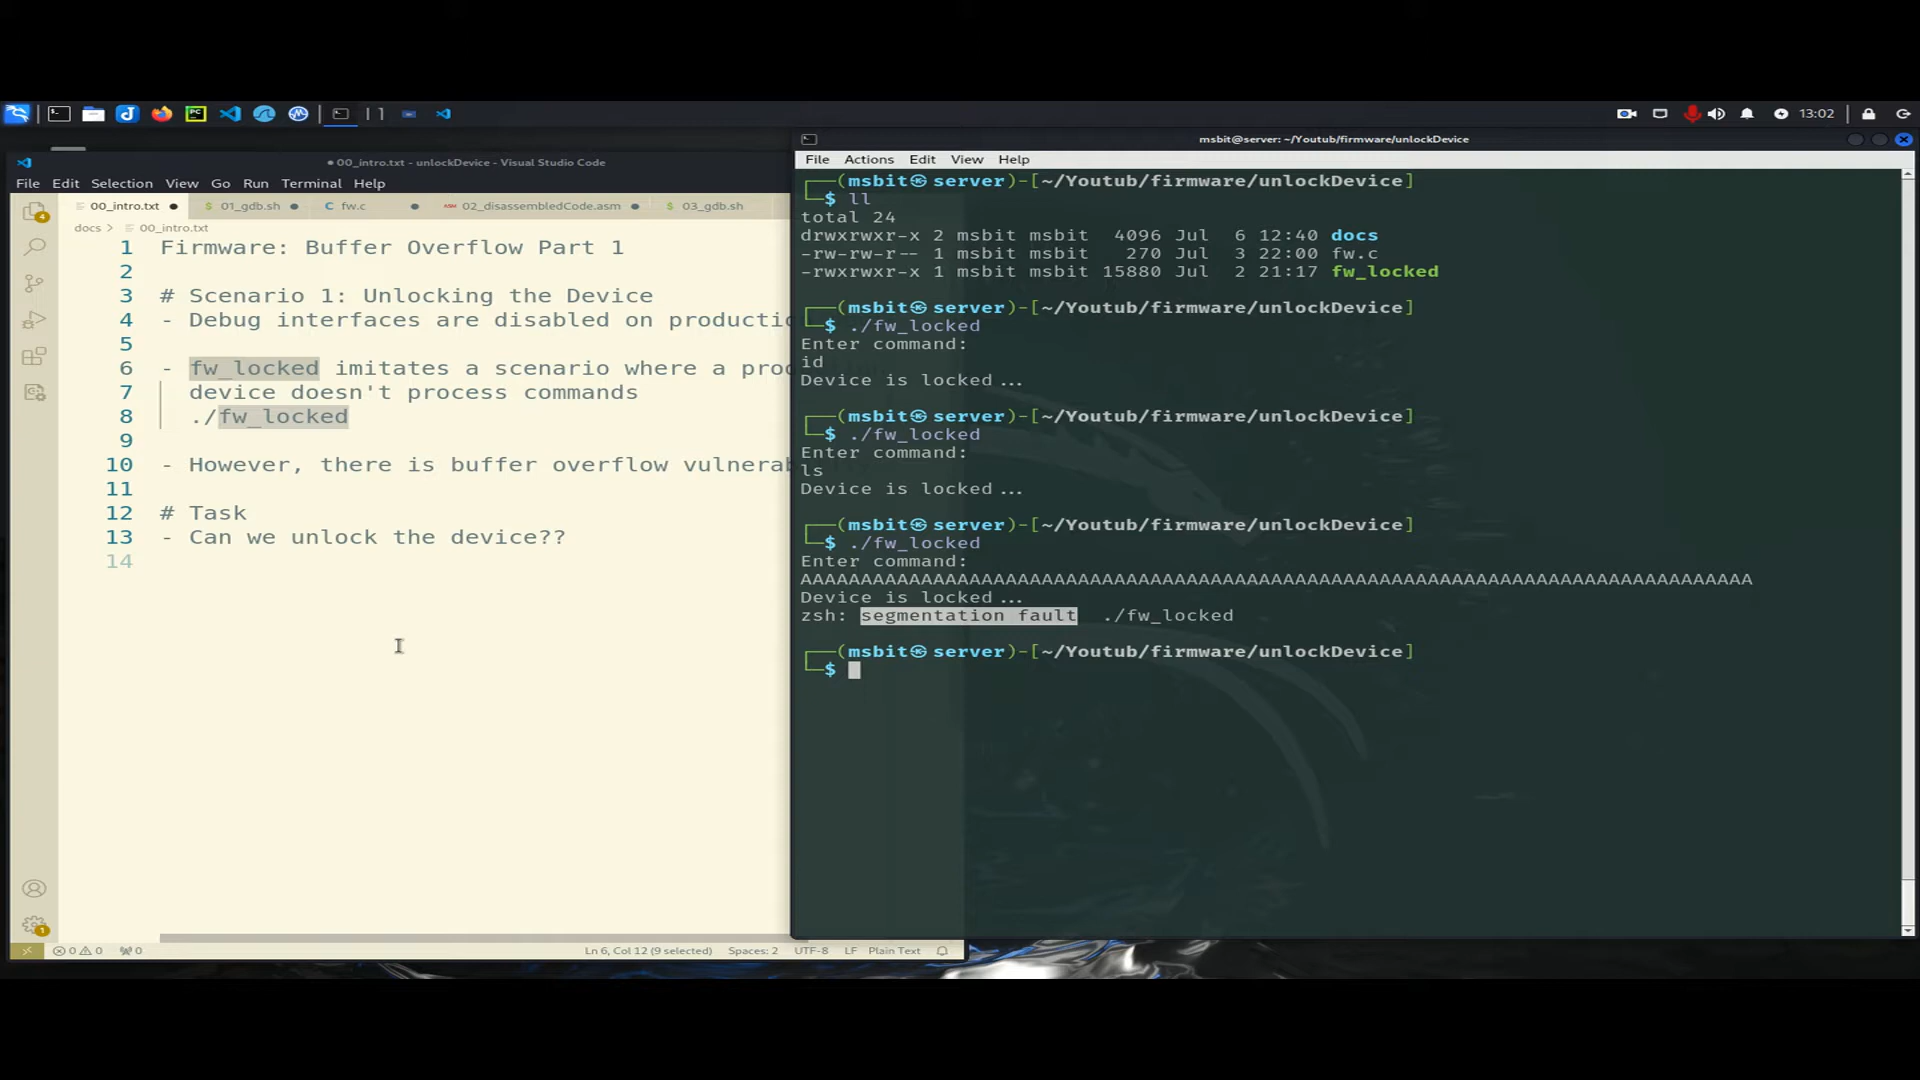 13:02
00_intro.txt - unlockDevice - Visual Studio Code
File Edit Selection View Go Run Terminal Help
00_intro.txt 01_gdb.sh fw.c 02_disassembledCode.asm 03_gdb.sh
docs > 00_intro.txt
1 Firmware: Buffer Overflow Part 1
2
3 # Scenario 1: Unlocking the Device
4 - Debug interfaces are disabled on producti
5
6 - fw_locked imitates a scenario where a pro
7 device doesn't process commands
8 ./fw_locked
9
10 - However, there is buffer overflow vulnera
11
12 # Task
13 - Can we unlock the device??
14
0 0 0 Ln 6, Col 12 (9 selected) Spaces: 2 UTF-8 LF Plain Text
msbit@server: ~/Youtub/firmware/unlockDevice
File Actions Edit View Help
(msbit㉿server)-[~/Youtub/firmware/unlockDevice]
$ ll
total 24
drwxrwxr-x 2 msbit msbit 4096 Jul 6 12:40 docs
-rw-rw-r-- 1 msbit msbit 270 Jul 3 22:00 fw.c
-rwxrwxr-x 1 msbit msbit 15880 Jul 2 21:17 fw_locked
(msbit㉿server)-[~/Youtub/firmware/unlockDevice]
$ ./fw_locked
Enter command:
id
Device is locked...
(msbit㉿server)-[~/Youtub/firmware/unlockDevice]
$ ./fw_locked
Enter command:
ls
Device is locked...
(msbit㉿server)-[~/Youtub/firmware/unlockDevice]
$ ./fw_locked
Enter command:
AAAAAAAAAAAAAAAAAAAAAAAAAAAAAAAAAAAAAAAAAAAAAAAAAAAAAAAAAAAAAAAAAAAAAAAAAAAAAAA
Device is locked...
zsh: segmentation fault ./fw_locked
(msbit㉿server)-[~/Youtub/firmware/unlockDevice]
$